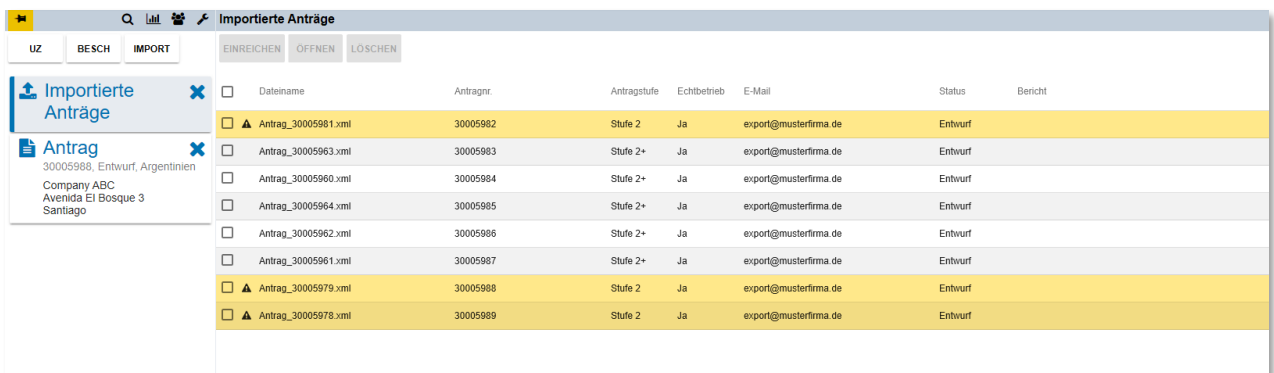 Importierte Anträge
UZ BESCH IMPORT
EINREICHEN ÖFFNEN LÖSCHEN
Importierte
Anträge
Antrag
30005988, Entwurf, Argentinien
Company ABC
Avenida El Bosque 3
Santiago
Dateiname Antragnr. Antragstufe Echtbetrieb E-Mail Status Bericht
Antrag_30005981.xml 30005982 Stufe 2 Ja export@musterfirma.de Entwurf
Antrag_30005963.xml 30005983 Stufe 2+ Ja export@musterfirma.de Entwurf
Antrag_30005960.xml 30005984 Stufe 2+ Ja export@musterfirma.de Entwurf
Antrag_30005964.xml 30005985 Stufe 2+ Ja export@musterfirma.de Entwurf
Antrag_30005962.xml 30005986 Stufe 2+ Ja export@musterfirma.de Entwurf
Antrag_30005961.xml 30005987 Stufe 2+ Ja export@musterfirma.de Entwurf
Antrag_30005979.xml 30005988 Stufe 2 Ja export@musterfirma.de Entwurf
Antrag_30005978.xml 30005989 Stufe 2 Ja export@musterfirma.de Entwurf